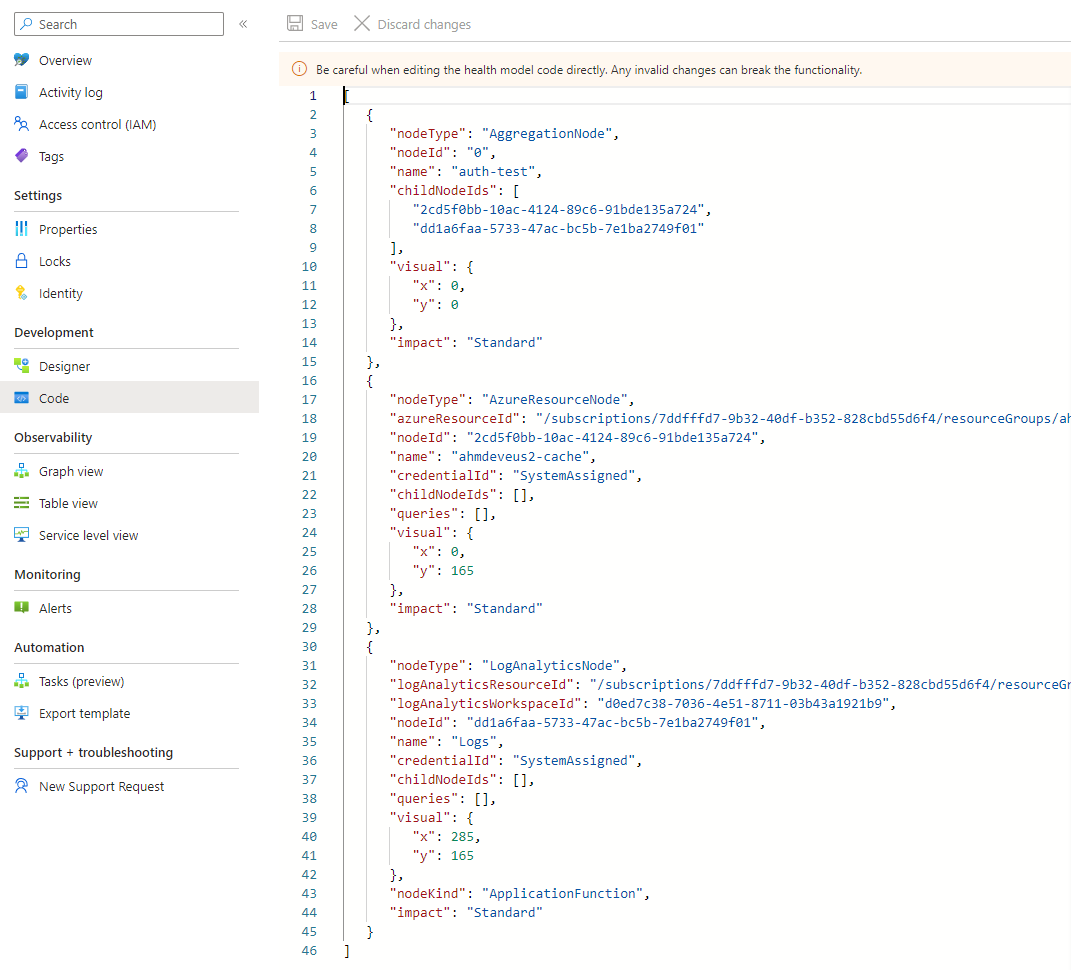 Search
«
Overview
Activity log
Access control (IAM)
Tags
Settings
Properties
Locks
Identity
Development
Designer
Code
Observability
Graph view
Table view
Service level view
Monitoring
Alerts
Automation
Tasks (preview)
Export template
Support + troubleshooting
New Support Request
Save Discard changes
Be careful when editing the health model code directly. Any invalid changes can break the functionality.
1 [
2 {
3 "nodeType": "AggregationNode",
4 "nodeId": "0",
5 "name": "auth-test",
6 "childNodeIds": [
7 "2cd5f0bb-10ac-4124-89c6-91bde135a724",
8 "dd1a6faa-5733-47ac-bc5b-7e1ba2749f01"
9 ],
10 "visual": {
11 "x": 0,
12 "y": 0
13 },
14 "impact": "Standard"
15 },
16 {
17 "nodeType": "AzureResourceNode",
18 "azureResourceId": "/subscriptions/7ddfffd7-9b32-40df-b352-828cbd55d6f4/resourceGroups/ah
19 "nodeId": "2cd5f0bb-10ac-4124-89c6-91bde135a724",
20 "name": "ahmdeveus2-cache",
21 "credentialId": "SystemAssigned",
22 "childNodeIds": [],
23 "queries": [],
24 "visual": {
25 "x": 0,
26 "y": 165
27 },
28 "impact": "Standard"
29 },
30 {
31 "nodeType": "LogAnalyticsNode",
32 "logAnalyticsResourceId": "/subscriptions/7ddfffd7-9b32-40df-b352-828cbd55d6f4/resourceGr
33 "logAnalyticsWorkspaceId": "d0ed7c38-7036-4e51-8711-03b43a1921b9",
34 "nodeId": "dd1a6faa-5733-47ac-bc5b-7e1ba2749f01",
35 "name": "Logs",
36 "credentialId": "SystemAssigned",
37 "childNodeIds": [],
38 "queries": [],
39 "visual": {
40 "x": 285,
41 "y": 165
42 },
43 "nodeKind": "ApplicationFunction",
44 "impact": "Standard"
45 }
46 ]